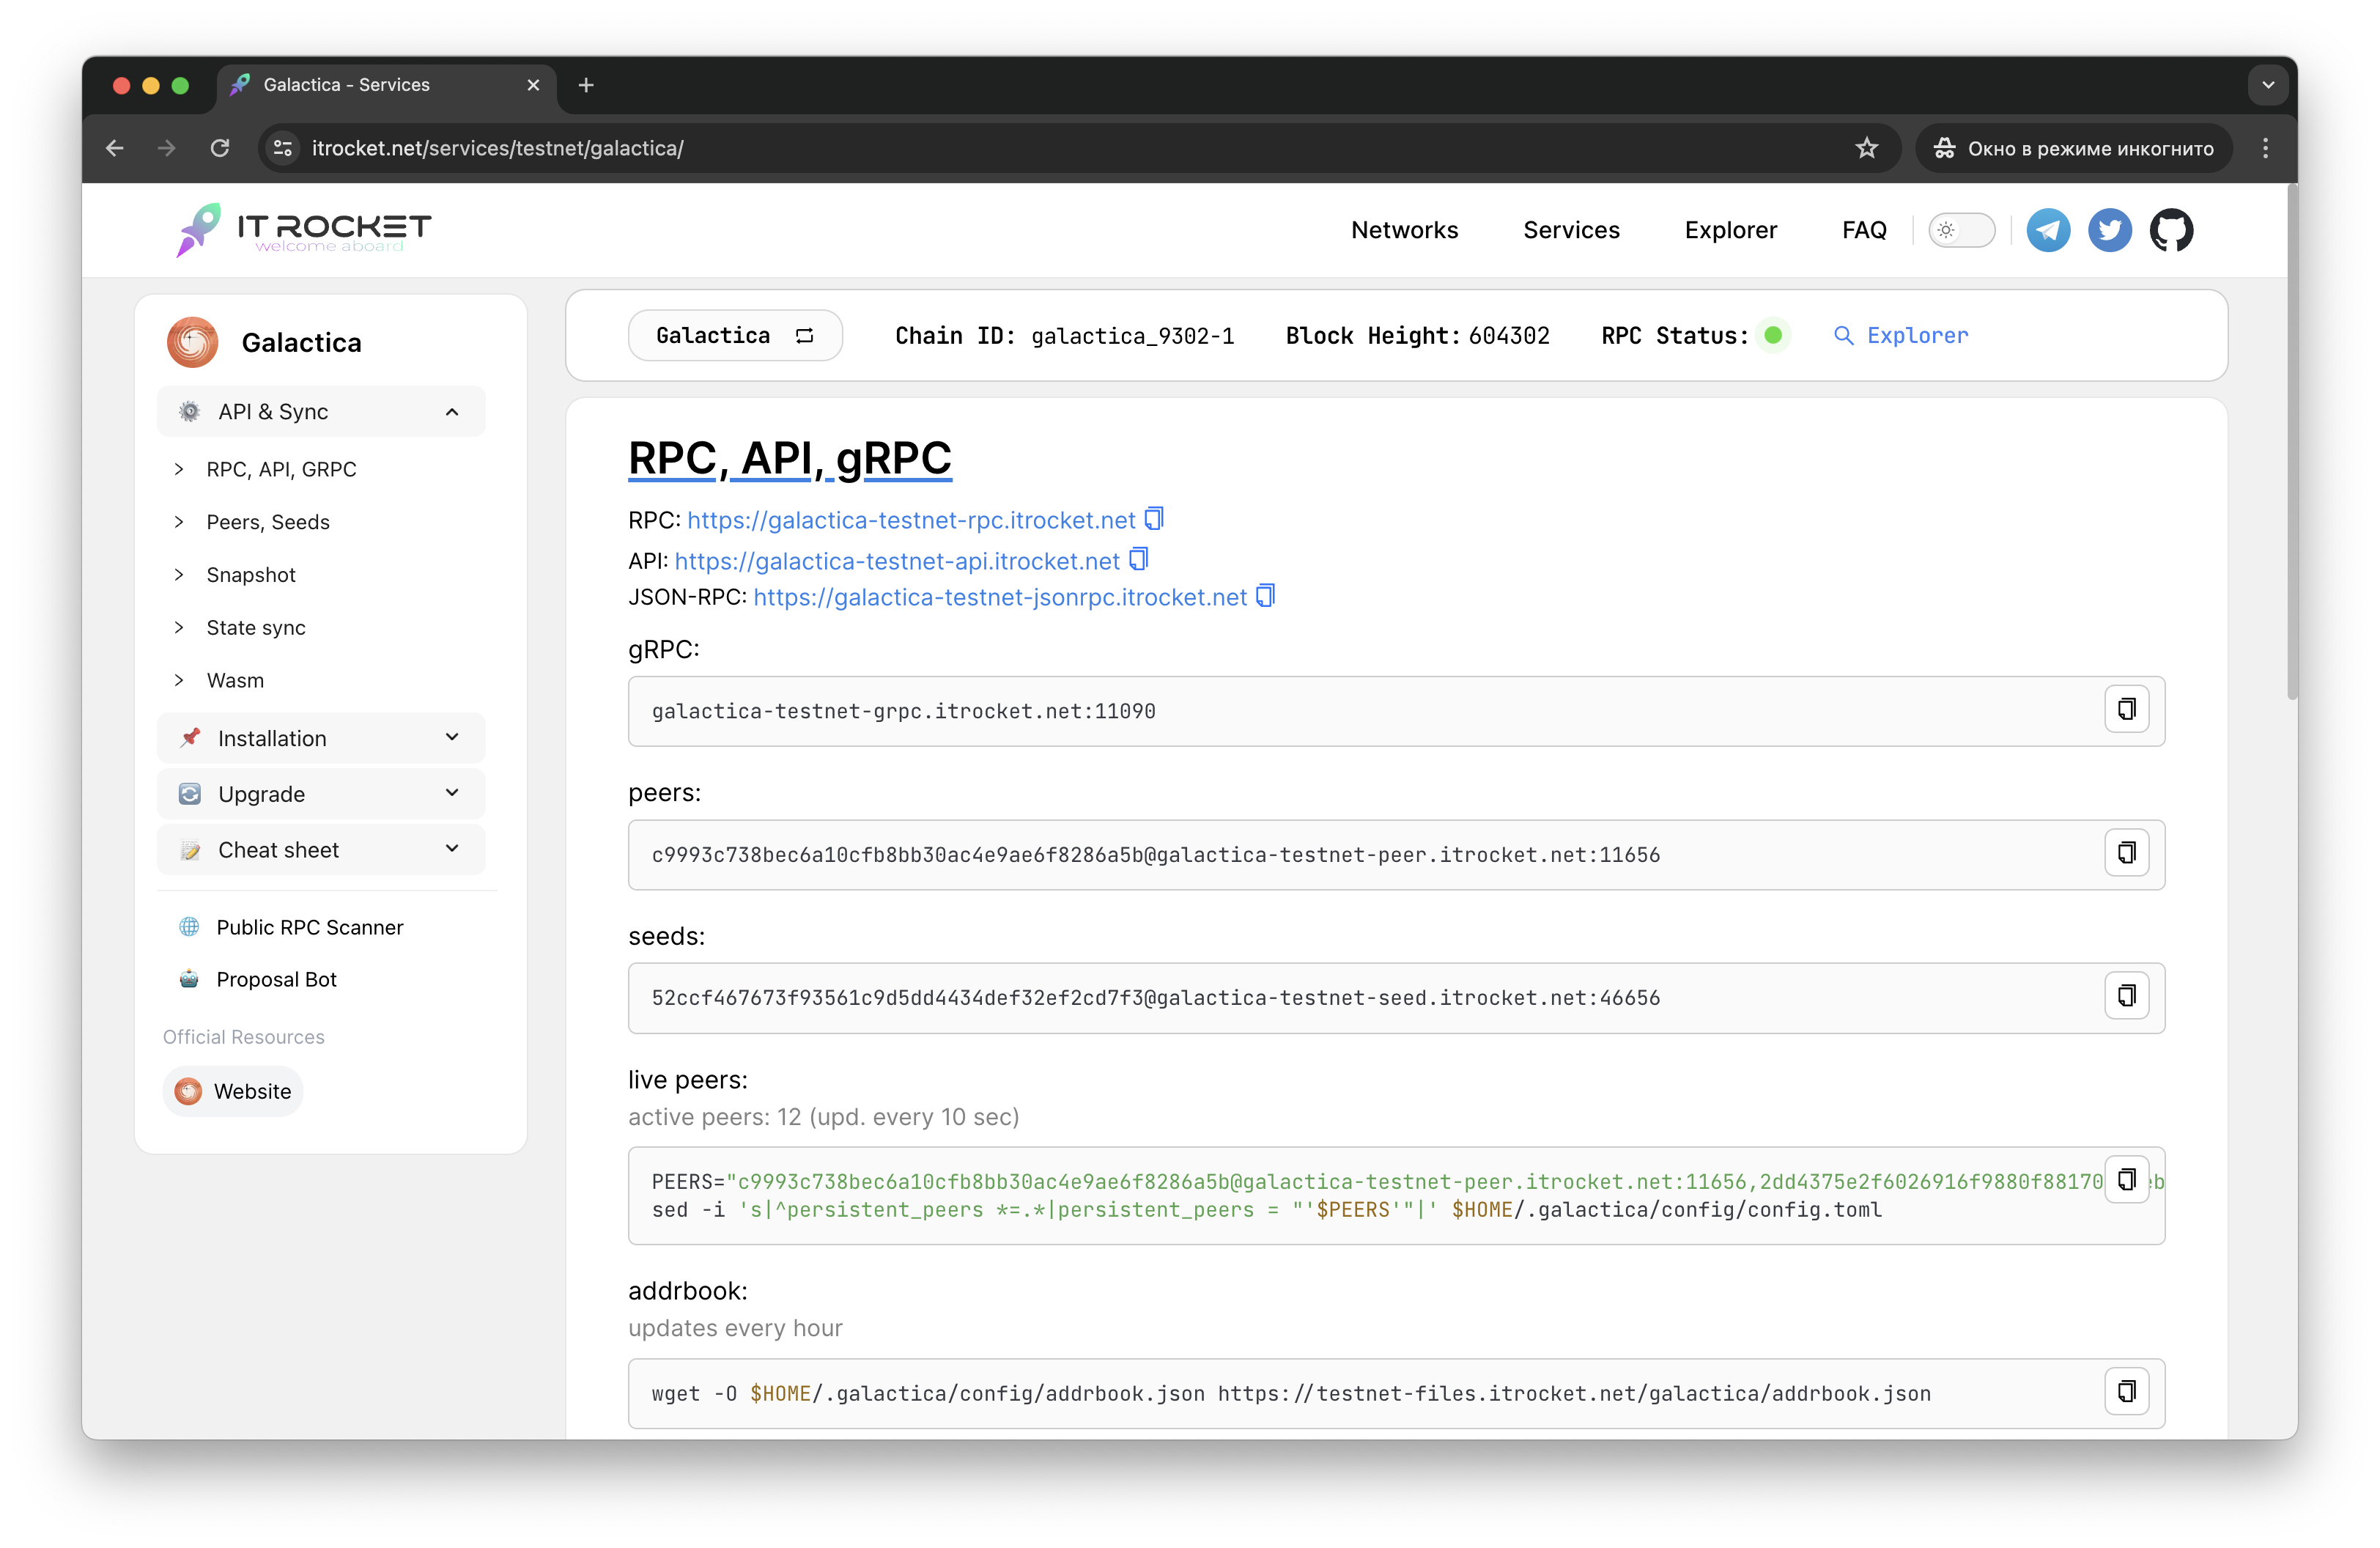 Galactica - Services
itrocket.net/services/testnet/galactica/
Окно в режиме инкогнито
IT ROCKET
welcome aboard
Networks Services Explorer FAQ
Galactica
API & Sync
RPC, API, GRPC
Peers, Seeds
Snapshot
State sync
Wasm
Installation
Upgrade
Cheat sheet
Public RPC Scanner
Proposal Bot
Official Resources
Website
Galactica Chain ID: galactica_9302-1 Block Height: 604302 RPC Status: Explorer
RPC, API, gRPC
RPC: https://galactica-testnet-rpc.itrocket.net
API: https://galactica-testnet-api.itrocket.net
JSON-RPC: https://galactica-testnet-jsonrpc.itrocket.net
gRPC:
galactica-testnet-grpc.itrocket.net:11090
peers:
c9993c738bec6a10cfb8bb30ac4e9ae6f8286a5b@galactica-testnet-peer.itrocket.net:11656
seeds:
52ccf467673f93561c9d5dd4434def32ef2cd7f3@galactica-testnet-seed.itrocket.net:46656
live peers:
active peers: 12 (upd. every 10 sec)
PEERS="c9993c738bec6a10cfb8bb30ac4e9ae6f8286a5b@galactica-testnet-peer.itrocket.net:11656,2dd4375e2f6026916f9880f88170
sed -i 's|^persistent_peers *=.*|persistent_peers = "'$PEERS'"|' $HOME/.galactica/config/config.toml
addrbook:
updates every hour
wget -O $HOME/.galactica/config/addrbook.json https://testnet-files.itrocket.net/galactica/addrbook.json